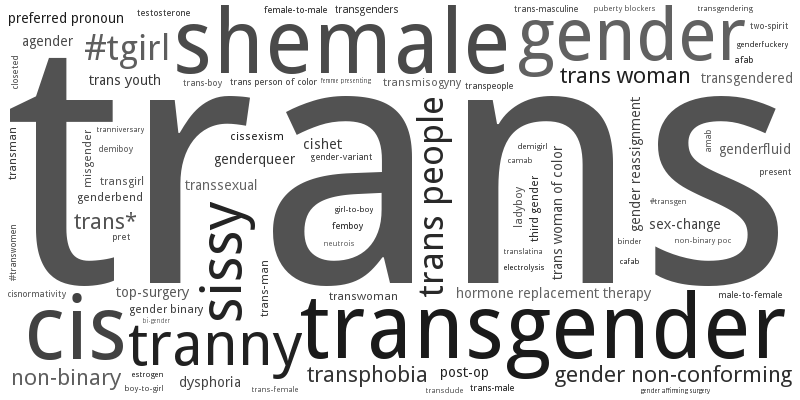 preferred pronoun
testosterone
female-to-male
transgenders
trans-masculine
puberty blockers
transgendering
agender
#tgirl
shemale
gender
two-spirit
genderfuckery
afab
closeted
trans youth
trans-boy
trans person of color
femme presenting
transmisogyny
transpeople
trans woman
transgendered
trans
transman
tranniversary
misgender
demiboy
cissexism
cishet
genderqueer
gender-variant
trans people
demigirl
camab
gender reassignment
amab
genderfluid
transgirl
genderbend
transsexual
present
ladyboy
third gender
trans woman of color
#transgen
trans*
pret
sissy
girl-to-boy
femboy
neutrois
sex-change
non-binary poc
binder
cafab
#transwomen
trans-man
translatina
electrolysis
cisnormativity
top-surgery
transwoman
hormone replacement therapy
male-to-female
cis
gender binary
bi-gender
tranny
transgender
non-binary
estrogen
boy-to-girl
dysphoria
trans-female
transphobia
post-op
transdude
trans-male
gender non-conforming
gender affiming surgery